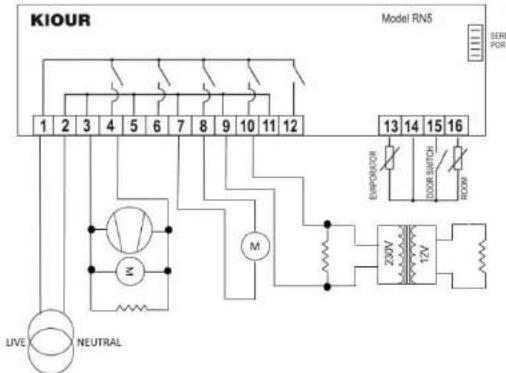 KIOUR
Model RN5
SERI
PORT
1 2 3 4 5 6 7 8 9 10 11 12 13 14 15 16
EVAPORATOR
DOOR SWITCH
ROOM
M
M
230V
12V
LIVE
NEUTRAL